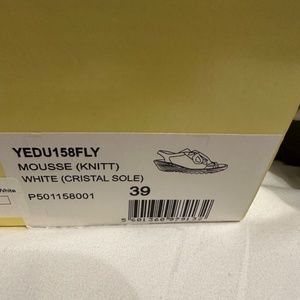 YEDU158FLY
MOUSSE (KNITT)
WHITE (CRISTAL SOLE)
White
P501158001
39